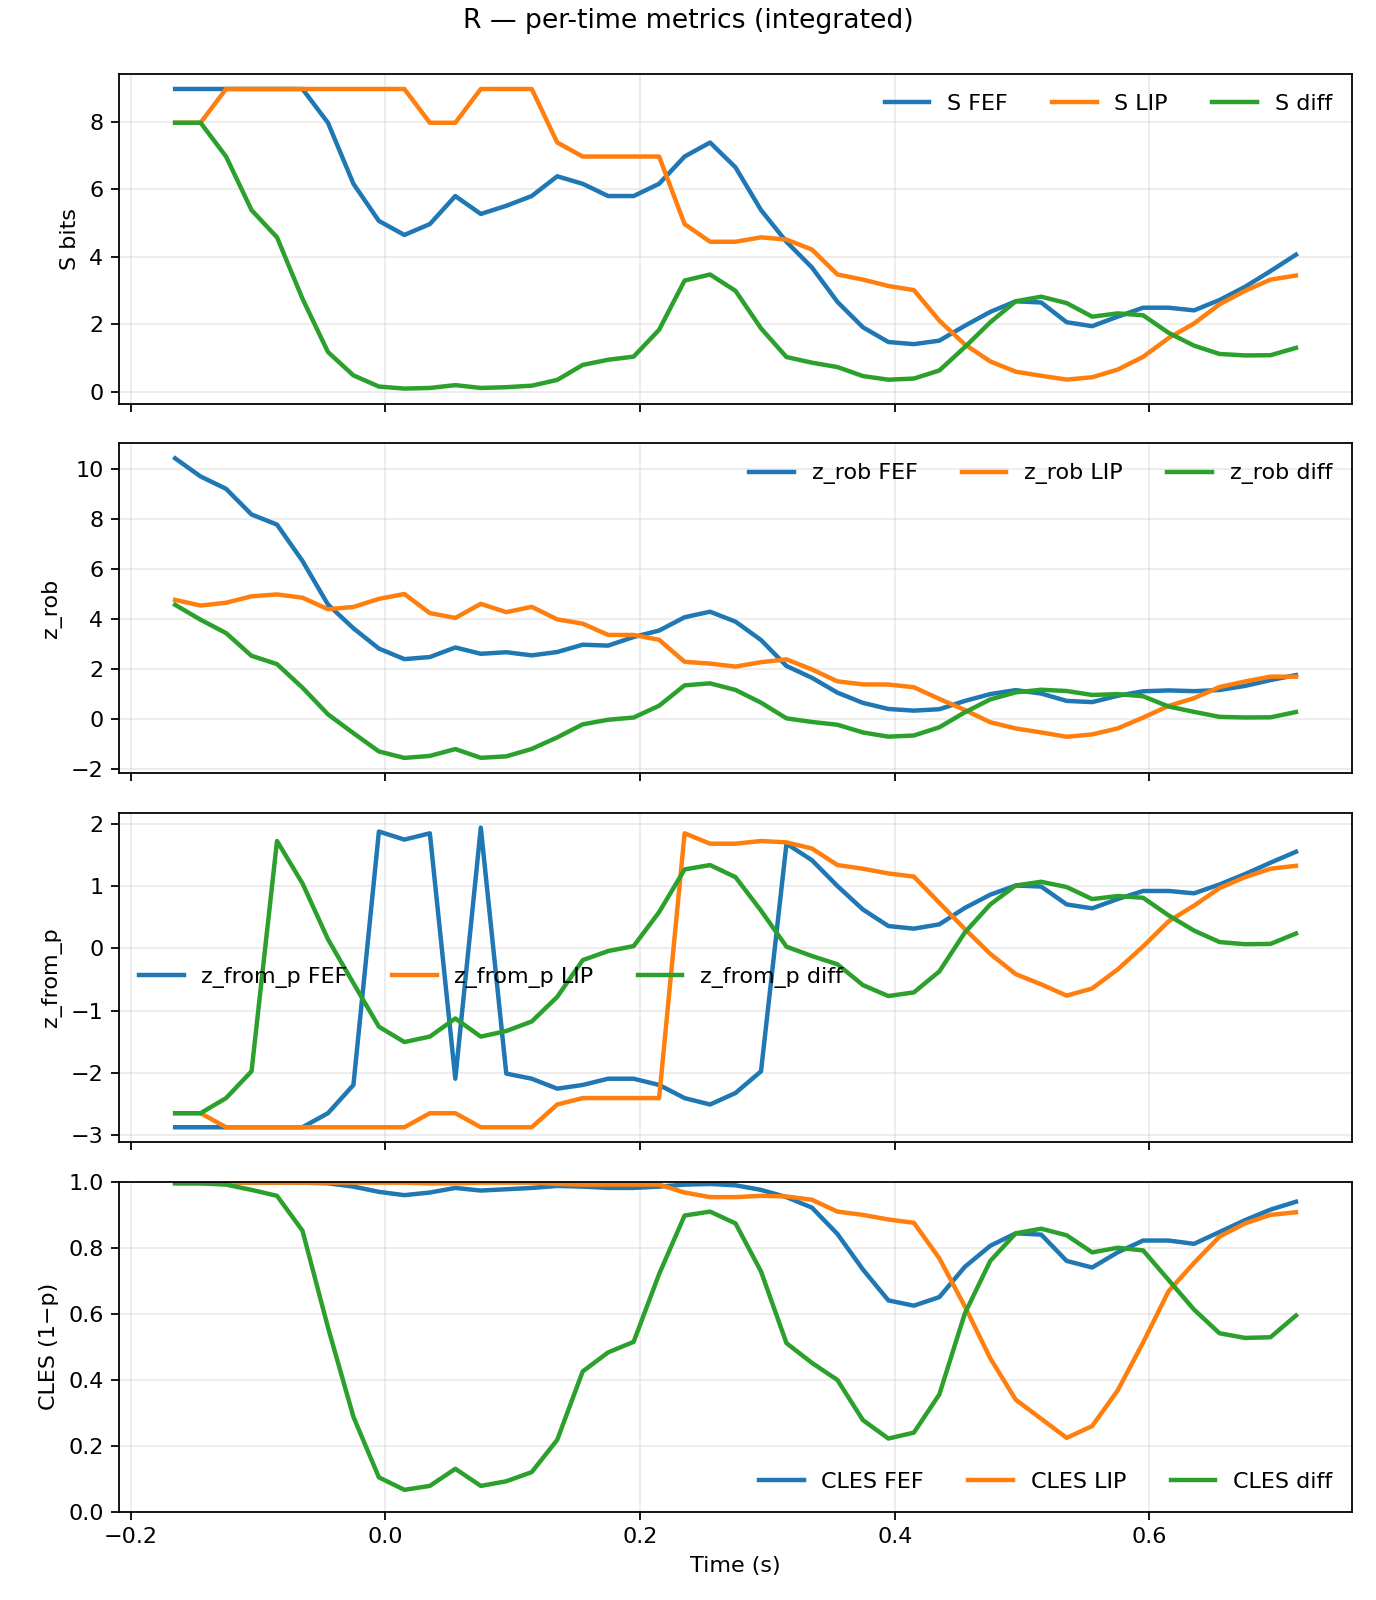 R — per-time metrics (integrated)
S FEF S LIP S diff
8
6
4
2
0
S bits
z_rob FEF z_rob LIP z_rob diff
10
8
6
4
2
0
−2
z_rob
2
1
0
−1
−2
−3
z_from_p
z_from_p FEF z_from_p LIP z_from_p diff
1.0
0.8
0.6
0.4
0.2
0.0
CLES (1−p)
CLES FEF CLES LIP CLES diff
−0.2 0.0 0.2 0.4 0.6
Time (s)